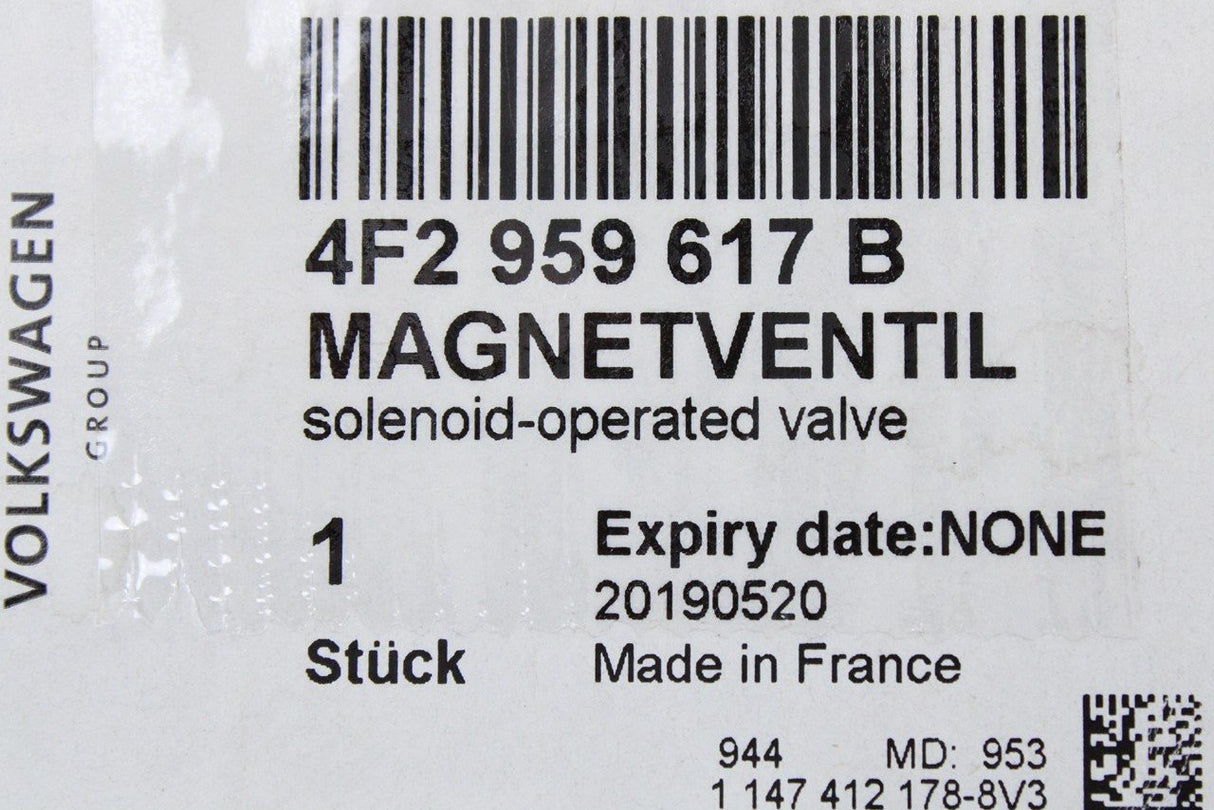 VOLKSWAGEN
GROUP
4F2 959 617 B
MAGNETVENTIL
solenoid-operated valve
1
Expiry date:NONE
20190520
Stück
Made in France
944 MD: 953
1 147 412 178-8V3